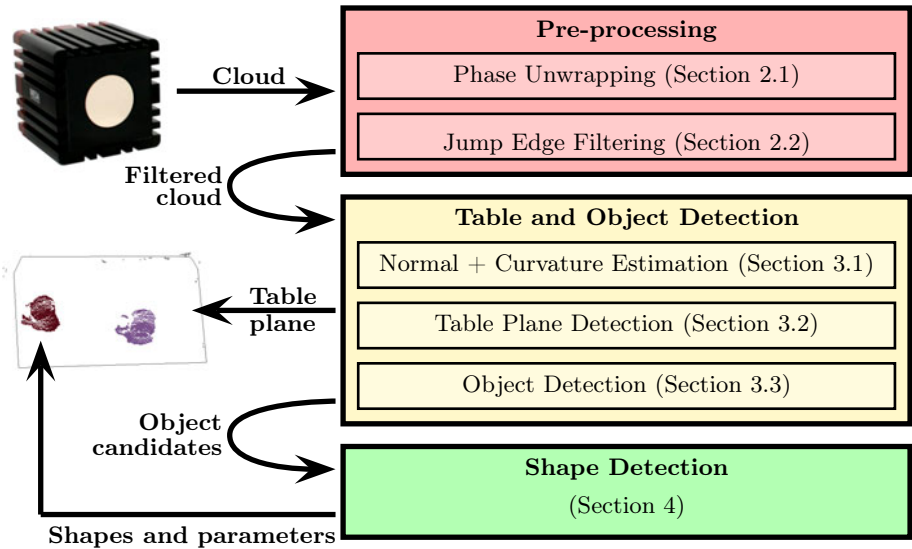 Pre-processing
Cloud
Phase Unwrapping (Section 2.1)
Jump Edge Filtering (Section 2.2)
Filtered
cloud
Table and Object Detection
Normal + Curvature Estimation (Section 3.1)
Table
plane
Table Plane Detection (Section 3.2)
Object Detection (Section 3.3)
Object
candidates
Shape Detection
(Section 4)
Shapes and parameters